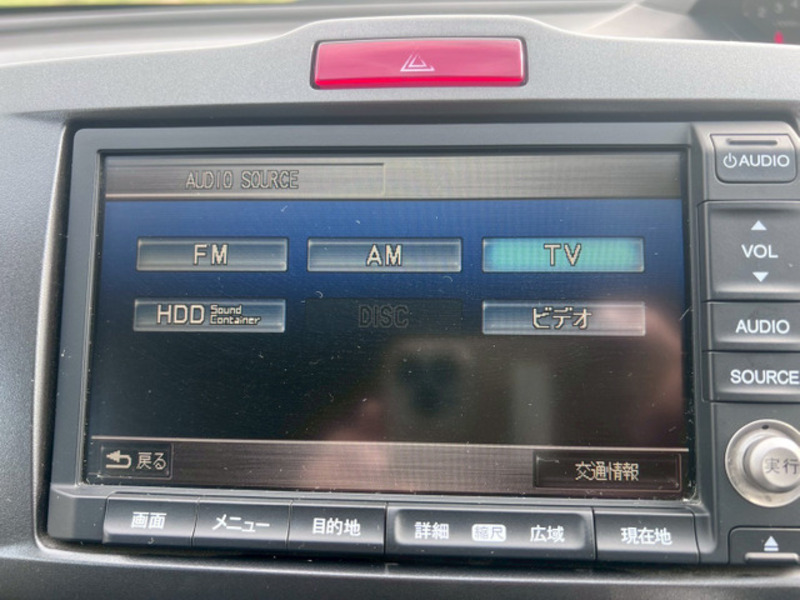 AUDIO SOURCE
FM AM TV
HDD Sound Container DISC ビデオ
戻る 交通情報
画面 メニュー 目的地 詳細 縮尺 広域 現在地
AUDIO
VOL
AUDIO
SOURCE
実行